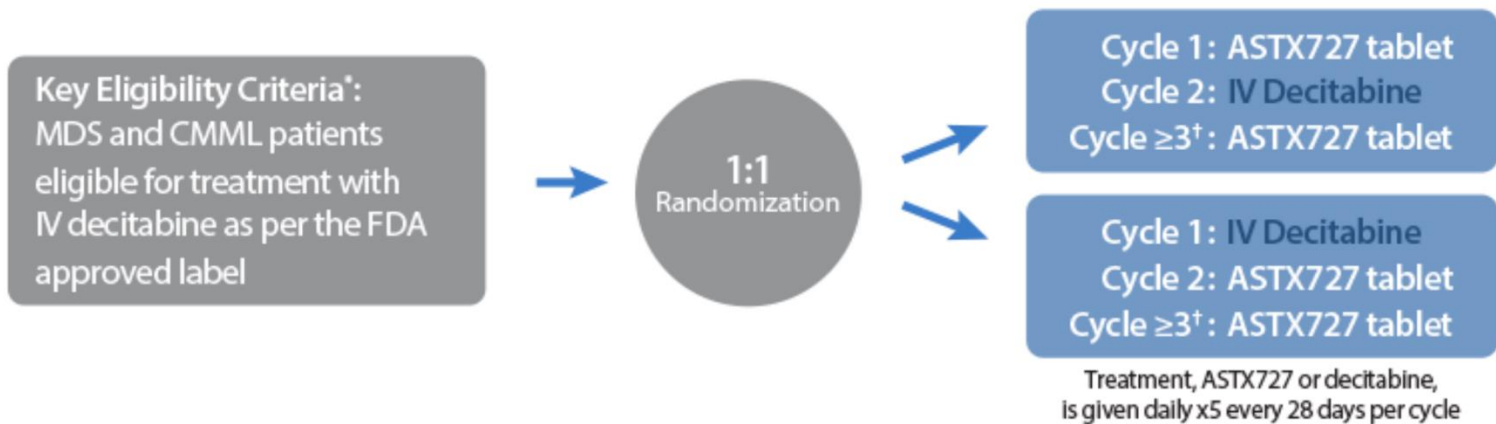 Key Eligibility Criteria*:
MDS and CMML patients
eligible for treatment with
IV decitabine as per the FDA
approved label
1:1
Randomization
Cycle 1: ASTX727 tablet
Cycle 2: IV Decitabine
Cycle ≥3†: ASTX727 tablet
Cycle 1: IV Decitabine
Cycle 2: ASTX727 tablet
Cycle ≥3†: ASTX727 tablet
Treatment, ASTX727 or decitabine,
is given daily x5 every 28 days per cycle